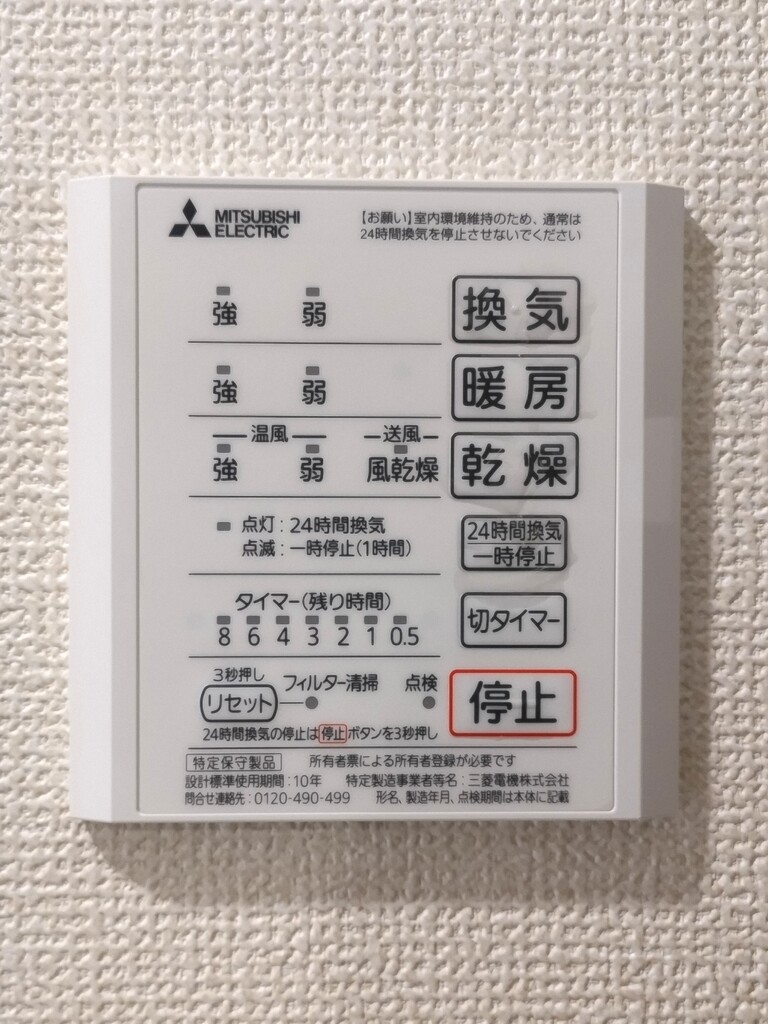 MITSUBISHI
ELECTRIC
【お願い】室内環境維持のため、通常は
24時間換気を停止させないでください
強 弱 換気
強 弱 暖房
温風 送風
強 弱 風乾燥 乾燥
点灯：24時間換気
点滅：一時停止(1時間)
24時間換気
一時停止
タイマー(残り時間)
8 6 4 3 2 1 0.5
切タイマー
3秒押し
リセット フィルター清掃 点検
停止
24時間換気の停止は停止ボタンを3秒押し
特定保守製品 所有者票による所有者登録が必要です
設計標準使用期間：10年 特定製造事業者等名：三菱電機株式会社
問合せ連絡先：0120-490-499 形名、製造年月、点検期間は本体に記載